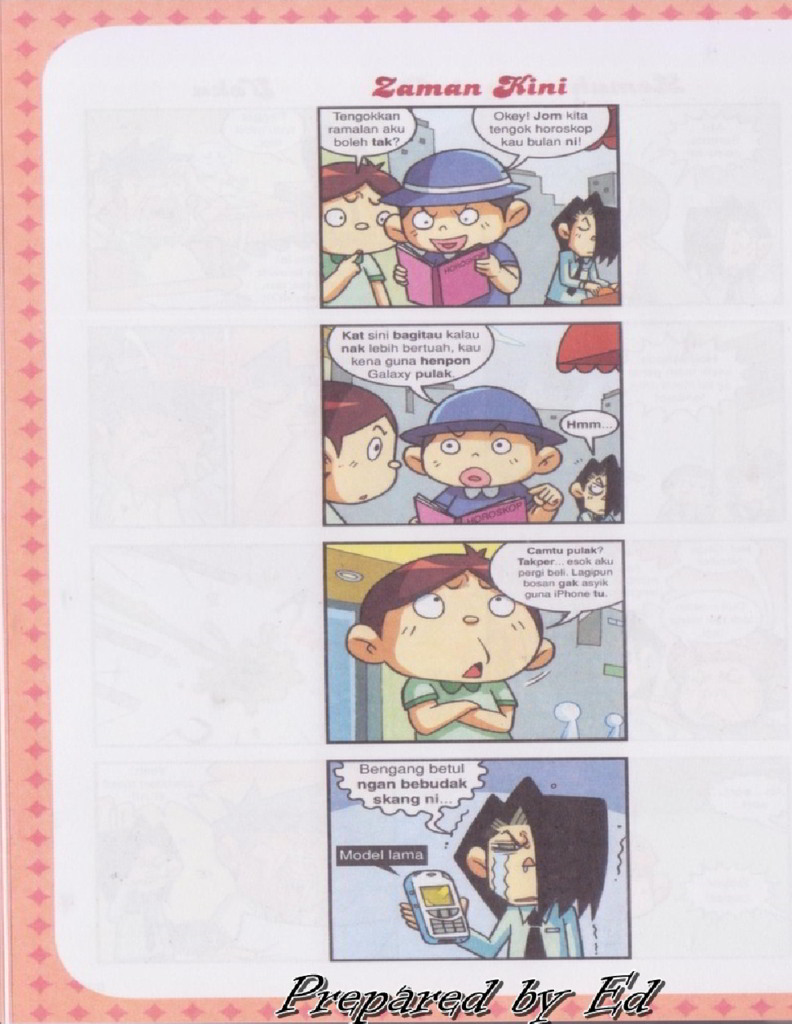 Zaman Kini
Tengokkan
ramalan aku
boleh tak?
Okey! Jom kita
tengok horoskop
kau bulan ni!
HOROSKOP
Kat sini bagitau kalau
nak lebih bertuah, kau
kena guna henpon
Galaxy pulak.
Hmm...
HOROSKOP
Camtu pulak?
Takper... esok aku
pergi beli. Lagipun
bosan gak asyik
guna iPhone tu.
Bengang betul
ngan bebudak
skang ni...
Model lama
Prepared by Ed